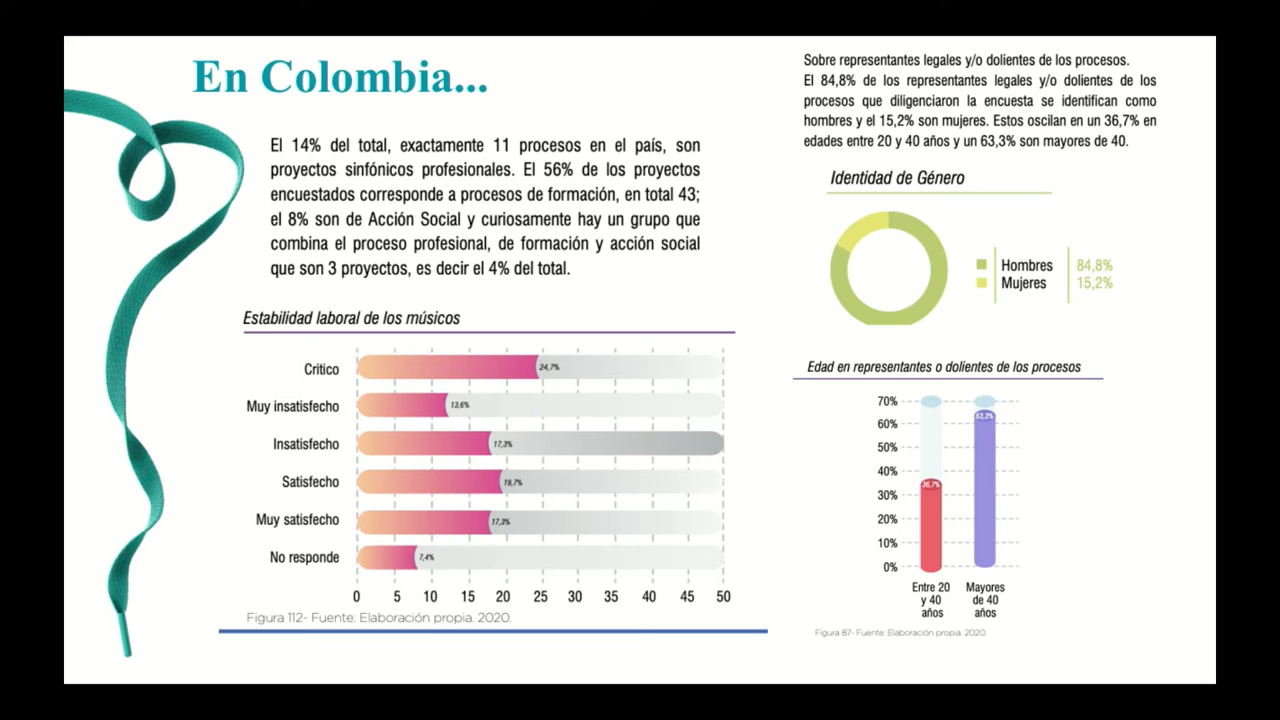 En Colombia...
El 14% del total, exactamente 11 procesos en el país, son
proyectos sinfónicos profesionales. El 56% de los proyectos
encuestados corresponde a procesos de formación, en total 43;
el 8% son de Acción Social y curiosamente hay un grupo que
combina el proceso profesional, de formación y acción social
que son 3 proyectos, es decir el 4% del total.
Estabilidad laboral de los músicos
Critico
24,7%
Muy insatisfecho
13,6%
Insatisfecho
17,3%
Satisfecho
19,7%
Muy satisfecho
17,3%
No responde
7,4%
0 5 10 15 20 25 30 35 40 45 50
Figura 112- Fuente: Elaboración propia. 2020.
Sobre representantes legales y/o dolientes de los procesos.
El 84,8% de los representantes legales y/o dolientes de los
procesos que diligenciaron la encuesta se identifican como
hombres y el 15,2% son mujeres. Estos oscilan en un 36,7% en
edades entre 20 y 40 años y un 63,3% son mayores de 40.
Identidad de Género
Hombres 84,8%
Mujeres 15,2%
Edad en representantes o dolientes de los procesos
70%
60%
50%
40%
30%
20%
10%
0%
36,7%
63,3%
Entre 20
y 40
años
Mayores
de 40
años
Figura 87- Fuente: Elaboración propia. 2020.